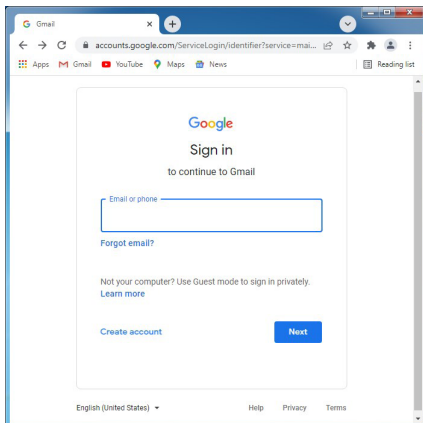 Gmail
accounts.google.com/ServiceLogin/identifier?service=mai...
Apps Gmail YouTube Maps News Reading list
Google
Sign in
to continue to Gmail
Email or phone
Forgot email?
Not your computer? Use Guest mode to sign in privately.
Learn more
Create account Next
English (United States) Help Privacy Terms